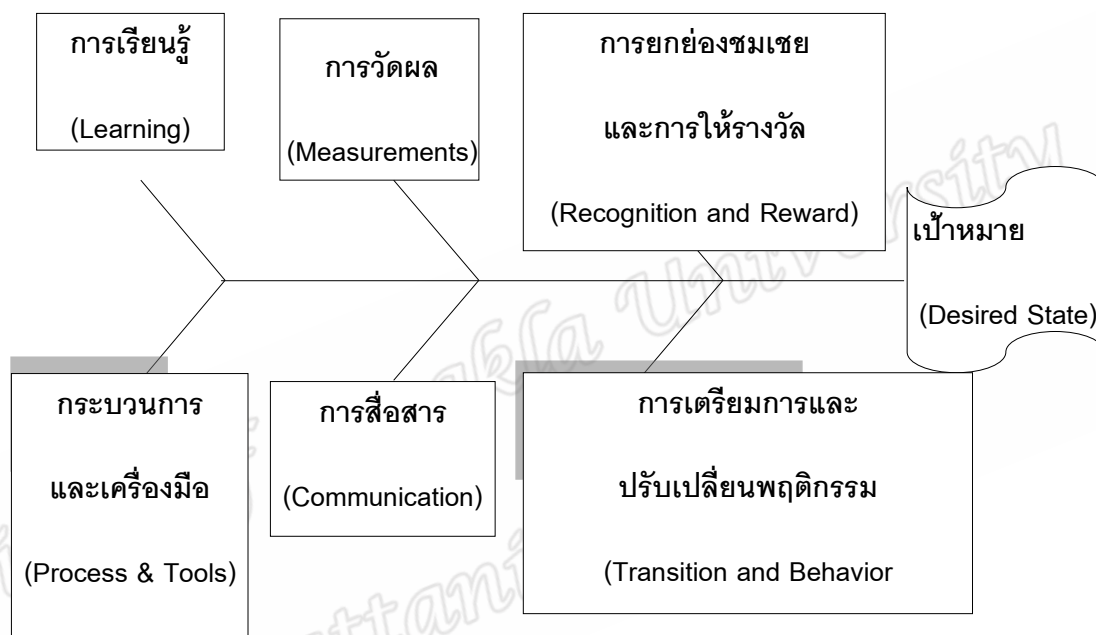 การเรียนรู้
(Learning)
การวัดผล
(Measurements)
การยกย่องชมเชย
และการให้รางวัล
(Recognition and Reward)
เป้าหมาย
(Desired State)
กระบวนการ
และเครื่องมือ
(Process & Tools)
การสื่อสาร
(Communication)
การเตรียมการและ
ปรับเปลี่ยนพฤติกรรม
(Transition and Behavior
University